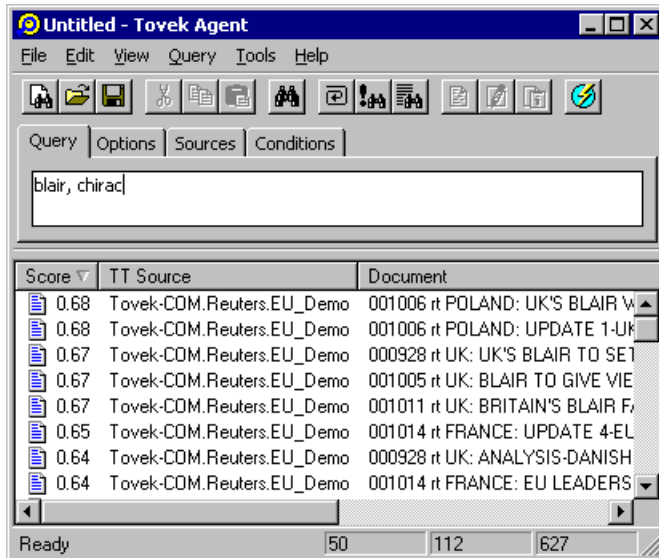 Untitled - Tovek Agent
File Edit View Query Tools Help
Query Options Sources Conditions
blair, chirac
Score TT Source Document
0.68 Tovek-COM.Reuters.EU_Demo 001006 rt POLAND: UK'S BLAIR
0.68 Tovek-COM.Reuters.EU_Demo 001006 rt POLAND: UPDATE 1-UK
0.67 Tovek-COM.Reuters.EU_Demo 000928 rt UK: UK'S BLAIR TO SET
0.67 Tovek-COM.Reuters.EU_Demo 001005 rt UK: BLAIR TO GIVE VIE
0.67 Tovek-COM.Reuters.EU_Demo 001011 rt UK: BRITAIN'S BLAIR
0.65 Tovek-COM.Reuters.EU_Demo 001014 rt FRANCE: UPDATE 4-EU
0.64 Tovek-COM.Reuters.EU_Demo 000928 rt UK: ANALYSIS-DANISH
0.64 Tovek-COM.Reuters.EU_Demo 001014 rt FRANCE: EU LEADERS
Ready 50 112 627